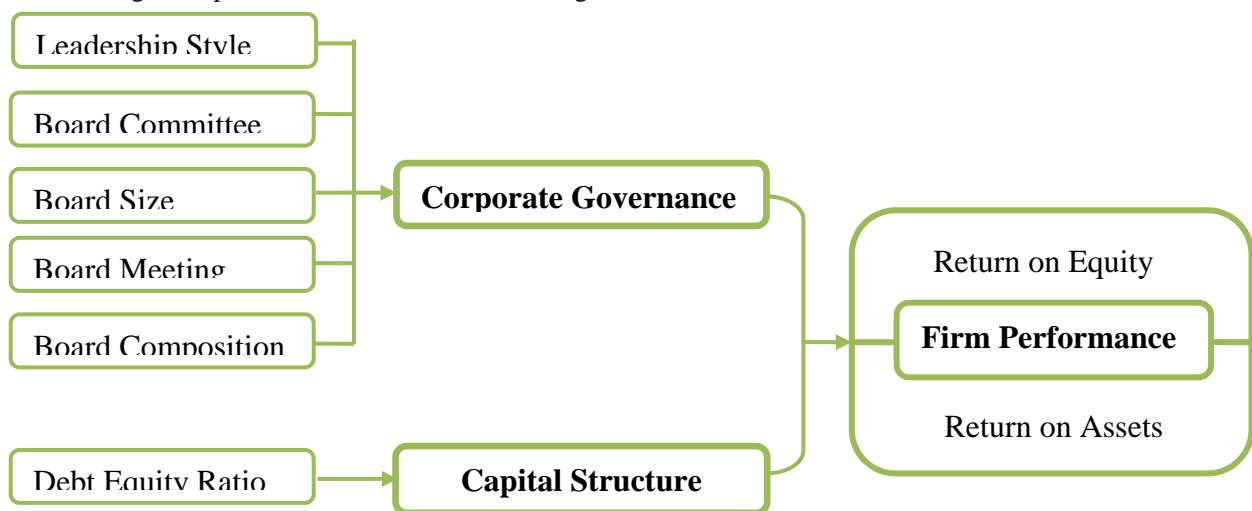 Leadership Style
Board Committee
Board Size
Board Meeting
Board Composition
Debt Equity Ratio
Corporate Governance
Capital Structure
Return on Equity
Firm Performance
Return on Assets